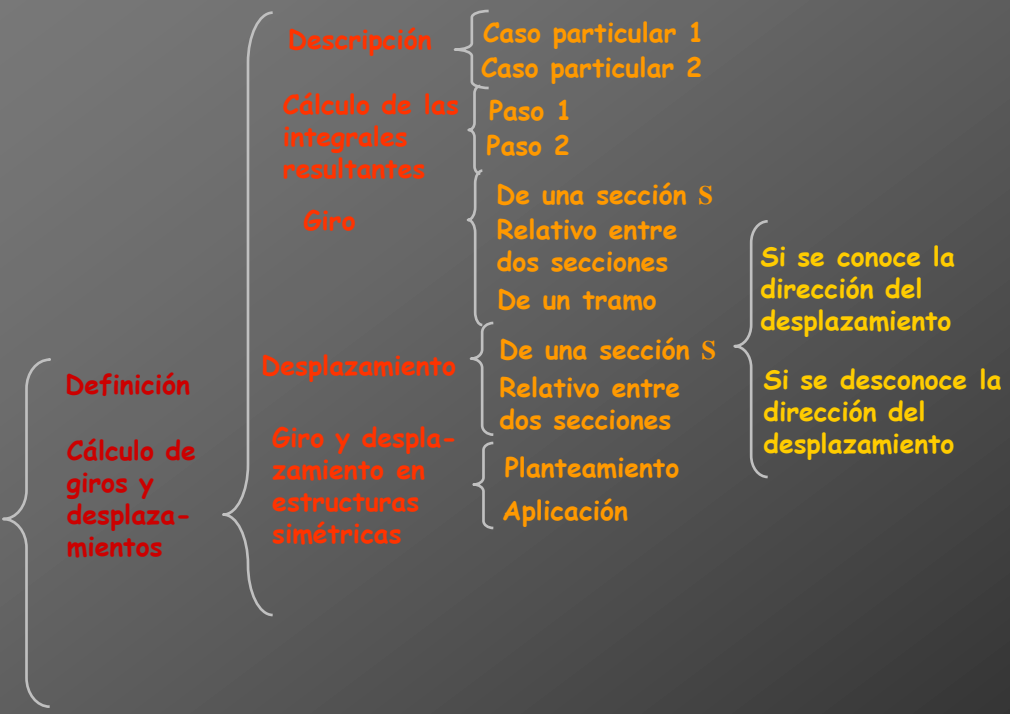 Definición
Cálculo de
giros y
desplaza-
mientos
Descripción
Caso particular 1
Caso particular 2
Cálculo de las
integrales
resultantes
Paso 1
Paso 2
Giro
De una sección S
Relativo entre
dos secciones
De un tramo
Desplazamiento
De una sección S
Si se conoce la
dirección del
desplazamiento
Si se desconoce la
dirección del
desplazamiento
Relativo entre
dos secciones
Giro y despla-
zamiento en
estructuras
simétricas
Planteamiento
Aplicación